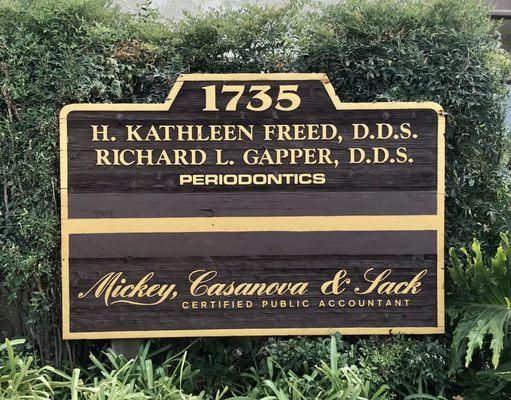 1735
H. KATHLEEN FREED, D.D.S.
RICHARD L. GAPPER, D.D.S.
PERIODONTICS
Mickey, Casanova & Sack
CERTIFIED PUBLIC ACCOUNTANT